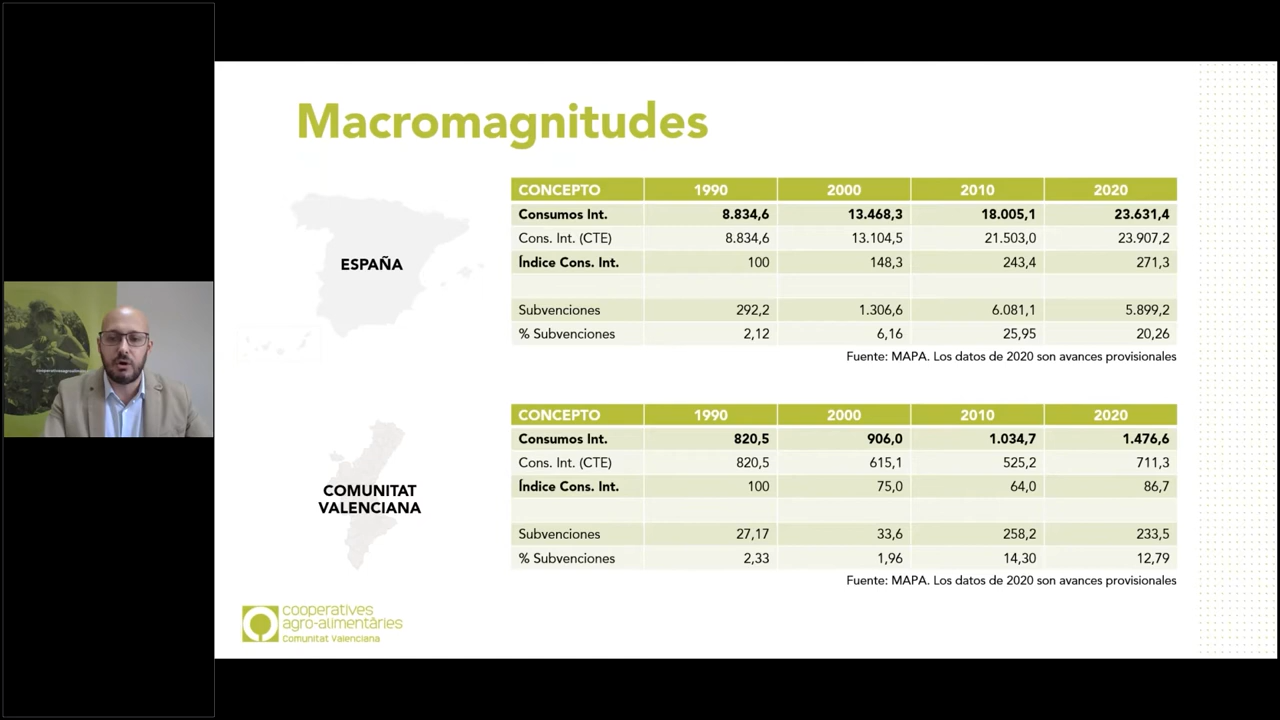 Macromagnitudes
ESPAÑA
CONCEPTO 1990 2000 2010 2020
Consumos Int. 8.834,6 13.468,3 18.005,1 23.631,4
Cons. Int. (CTE) 8.834,6 13.104,5 21.503,0 23.907,2
Índice Cons. Int. 100 148,3 243,4 271,3
Subvenciones 292,2 1.306,6 6.081,1 5.899,2
% Subvenciones 2,12 6,16 25,95 20,26
Fuente: MAPA. Los datos de 2020 son avances provisionales
COMUNITAT
VALENCIANA
CONCEPTO 1990 2000 2010 2020
Consumos Int. 820,5 906,0 1.034,7 1.476,6
Cons. Int. (CTE) 820,5 615,1 525,2 711,3
Índice Cons. Int. 100 75,0 64,0 86,7
Subvenciones 27,17 33,6 258,2 233,5
% Subvenciones 2,33 1,96 14,30 12,79
Fuente: MAPA. Los datos de 2020 son avances provisionales
cooperatives
agro-alimentàries
Comunitat Valenciana